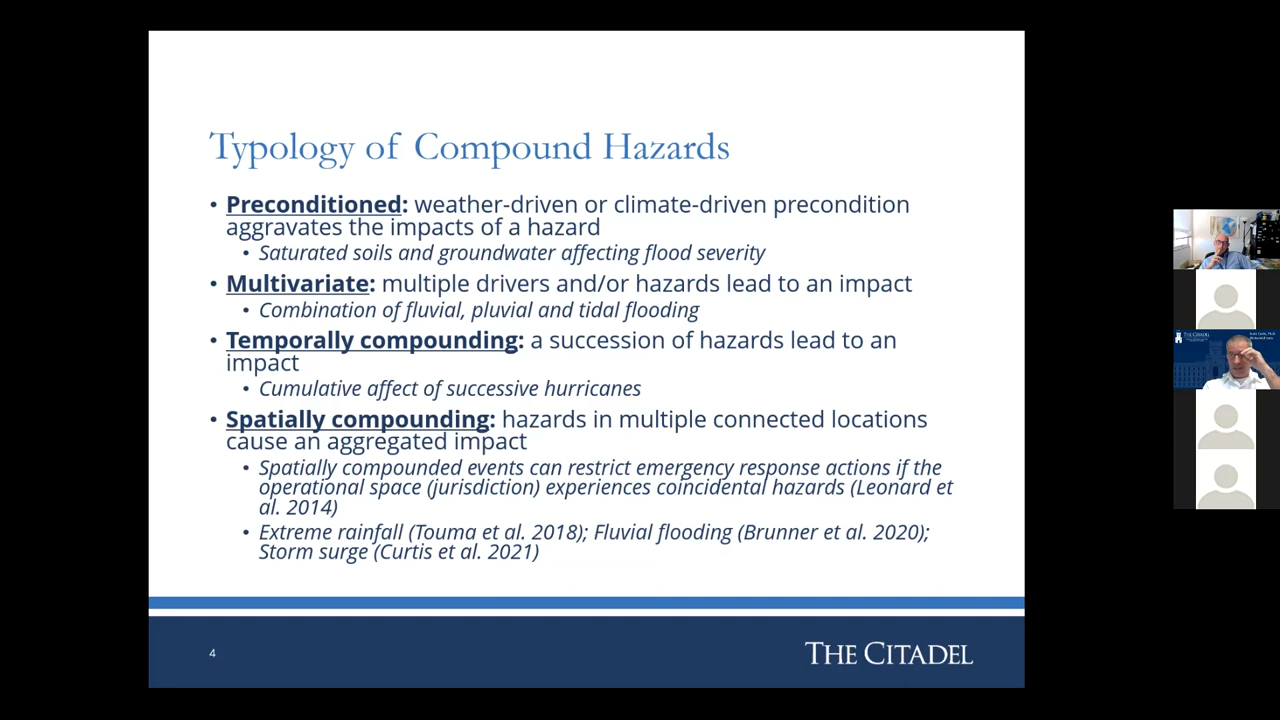 Typology of Compound Hazards
• Preconditioned: weather-driven or climate-driven precondition
aggravates the impacts of a hazard
• Saturated soils and groundwater affecting flood severity
• Multivariate: multiple drivers and/or hazards lead to an impact
• Combination of fluvial, pluvial and tidal flooding
• Temporally compounding: a succession of hazards lead to an
impact
• Cumulative affect of successive hurricanes
• Spatially compounding: hazards in multiple connected locations
cause an aggregated impact
• Spatially compounded events can restrict emergency response actions if the
operational space (jurisdiction) experiences coincidental hazards (Leonard et
al. 2014)
• Extreme rainfall (Touma et al. 2018); Fluvial flooding (Brunner et al. 2020);
Storm surge (Curtis et al. 2021)
4
THE CITADEL
THE CITADEL